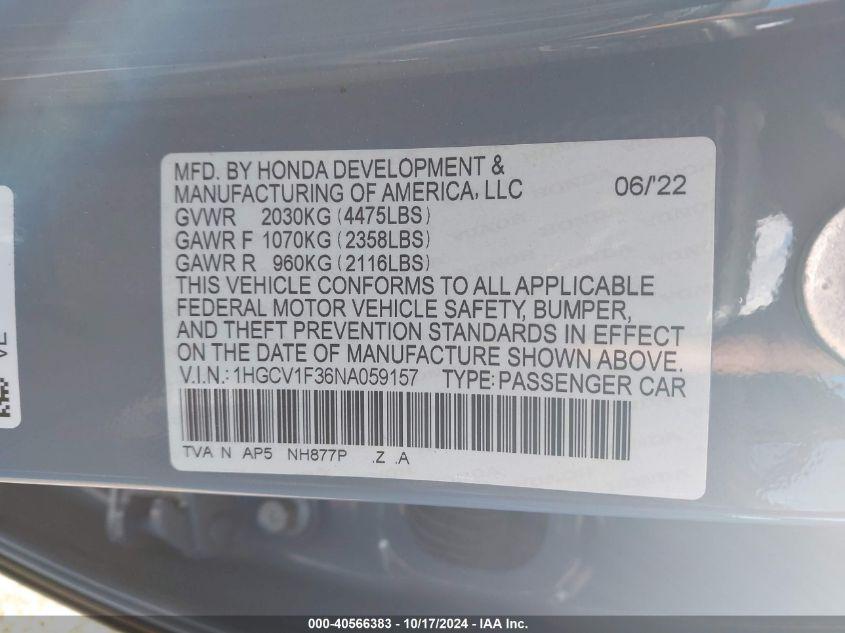 MFD. BY HONDA DEVELOPMENT &
MANUFACTURING OF AMERICA, LLC 06/'22
GVWR 2030KG (4475LBS)
GAWR F 1070KG (2358LBS)
GAWR R 960KG (2116LBS)
THIS VEHICLE CONFORMS TO ALL APPLICABLE
FEDERAL MOTOR VEHICLE SAFETY, BUMPER,
AND THEFT PREVENTION STANDARDS IN EFFECT
ON THE DATE OF MANUFACTURE SHOWN ABOVE.
V.I.N.: 1HGCV1F36NA059157 TYPE: PASSENGER CAR
TVA N AP5 NH877P .Z .A
000-40566383 - 10/17/2024 - IAA Inc.